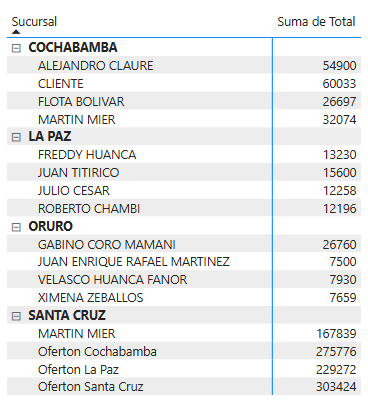 Sucursal Suma de Total
COCHABAMBA
ALEJANDRO CLAURE 54900
CLIENTE 60033
FLOTA BOLIVAR 26697
MARTIN MIER 32074
LA PAZ
FREDDY HUANCA 13230
JUAN TITIRICO 15600
JULIO CESAR 12258
ROBERTO CHAMBI 12196
ORURO
GABINO CORO MAMANI 26760
JUAN ENRIQUE RAFAEL MARTINEZ 7500
VELASCO HUANCA FANOR 7930
XIMENA ZEBALLOS 7659
SANTA CRUZ
MARTIN MIER 167839
Oferton Cochabamba 275776
Oferton La Paz 229272
Oferton Santa Cruz 303424